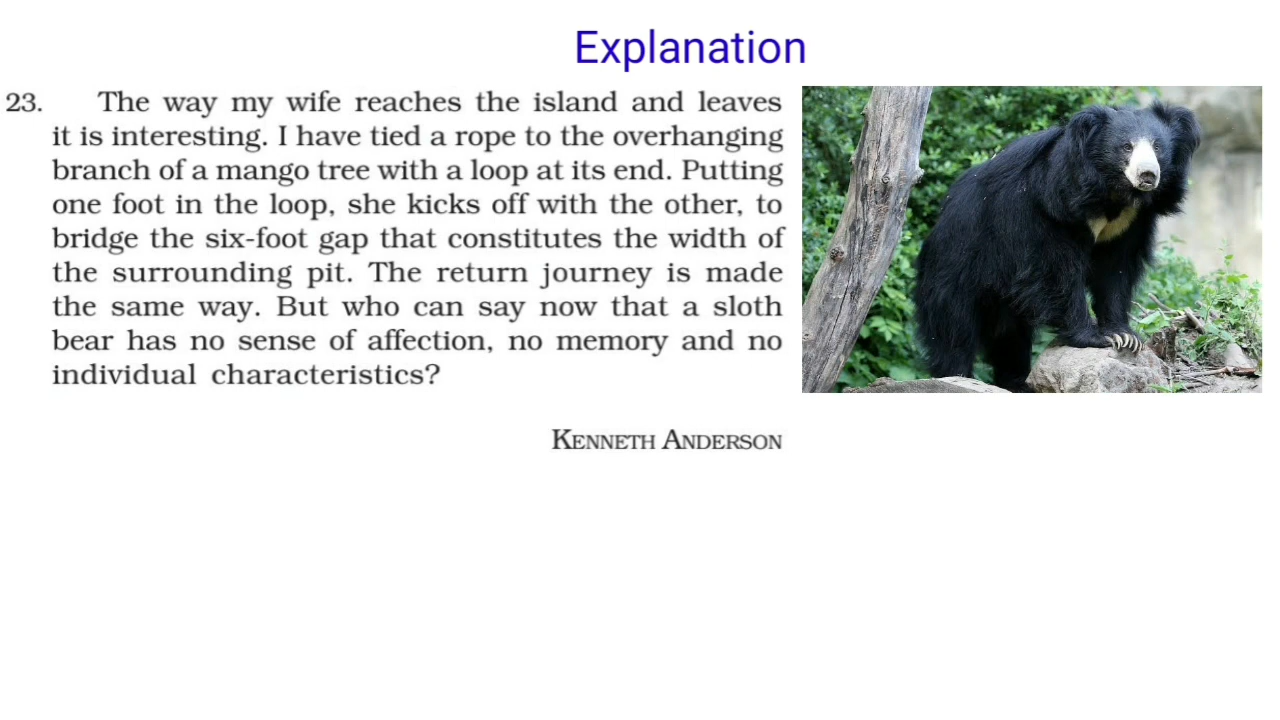 Explanation
23. The way my wife reaches the island and leaves
it is interesting. I have tied a rope to the overhanging
branch of a mango tree with a loop at its end. Putting
one foot in the loop, she kicks off with the other, to
bridge the six-foot gap that constitutes the width of
the surrounding pit. The return journey is made
the same way. But who can say now that a sloth
bear has no sense of affection, no memory and no
individual characteristics?
KENNETH ANDERSON